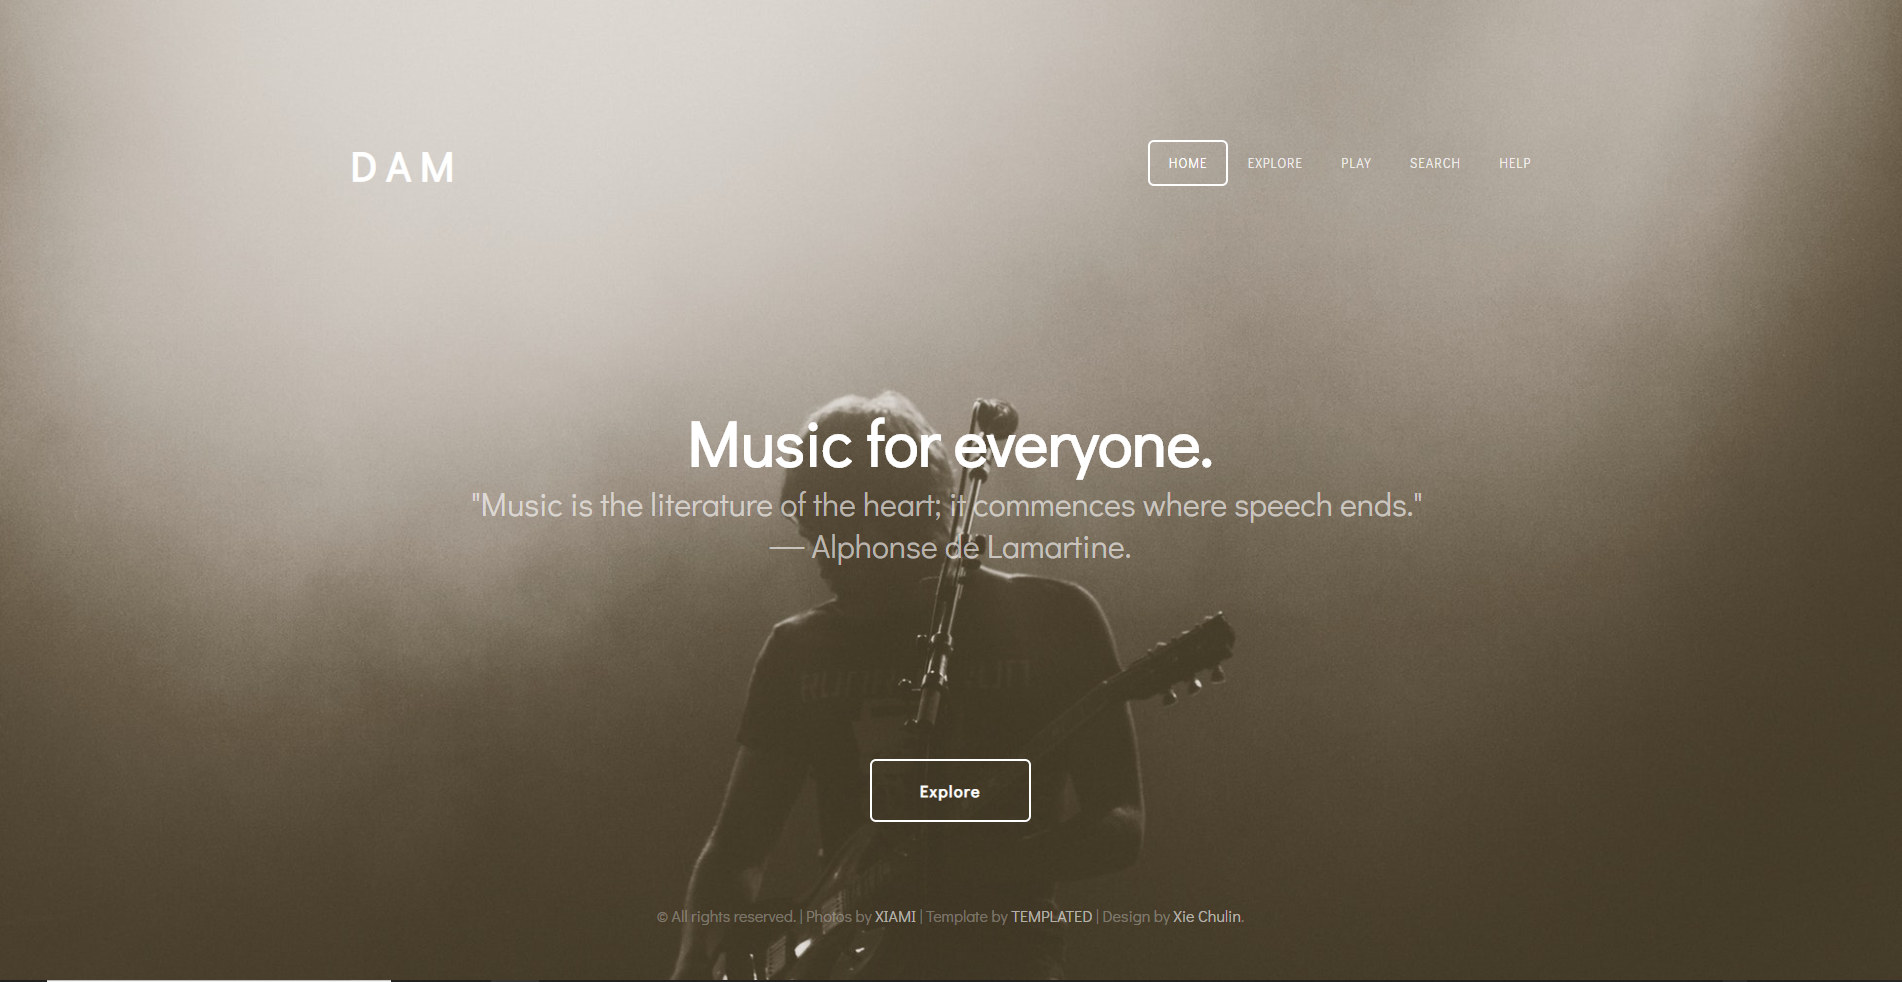 DAM
HOME EXPLORE PLAY SEARCH HELP
Music for everyone.
"Music is the literature of the heart; it commences where speech ends."
— Alphonse de Lamartine.
Explore
© All rights reserved. | Photos by XIAMI | Template by TEMPLATED | Design by Xie Chulin.